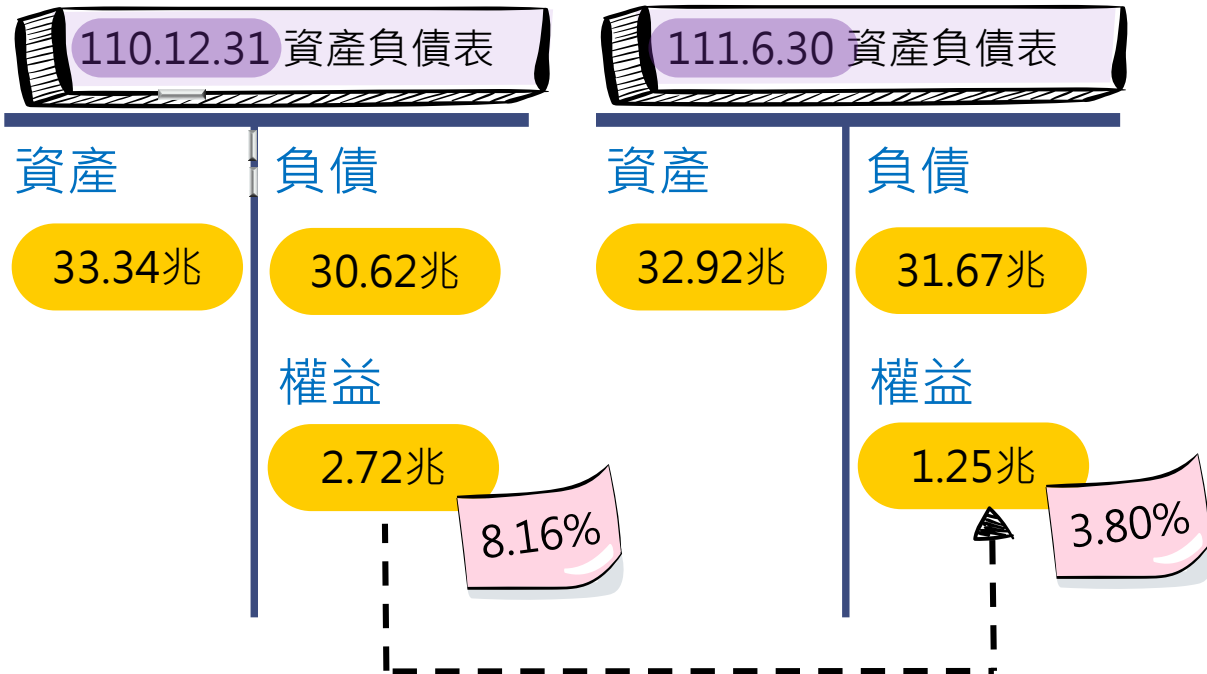 110.12.31 資產負債表
資產
負債
33.34兆
30.62兆
權益
2.72兆
8.16%
111.6.30 資產負債表
資產
負債
32.92兆
31.67兆
權益
1.25兆
3.80%